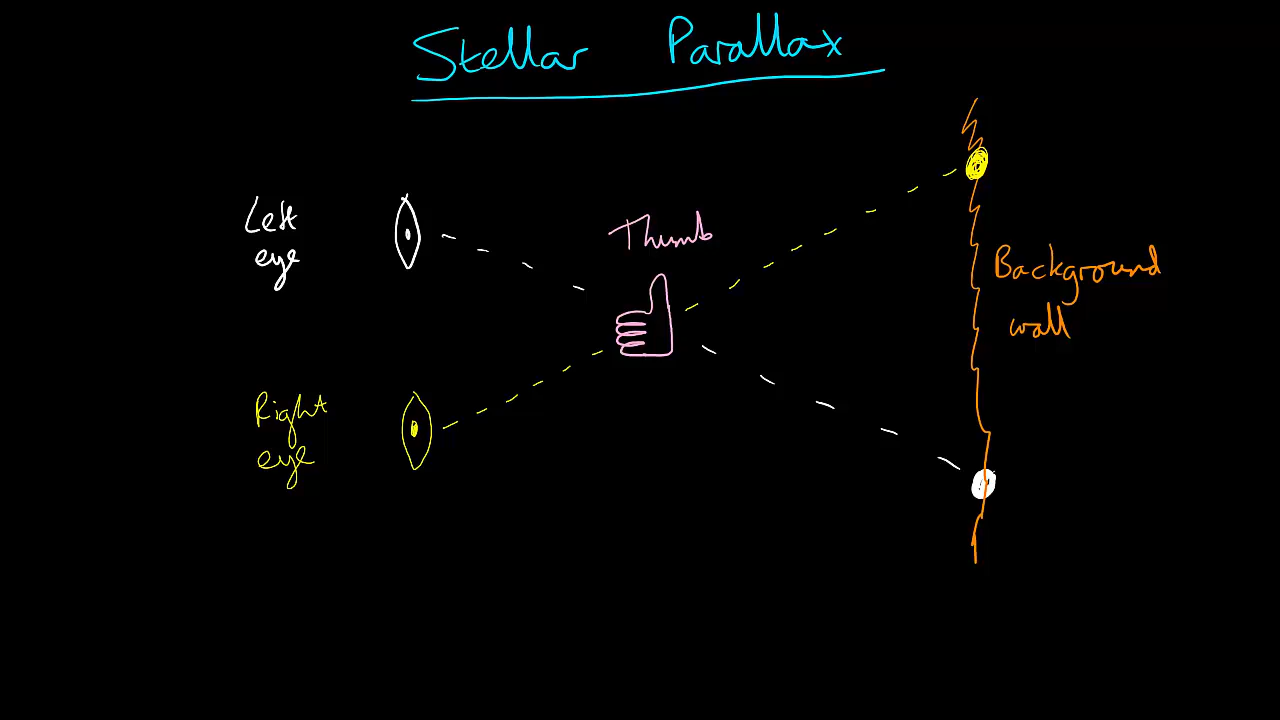 Stellar Parallax
Left
eye
Thumb
Background
wall
Right
eye